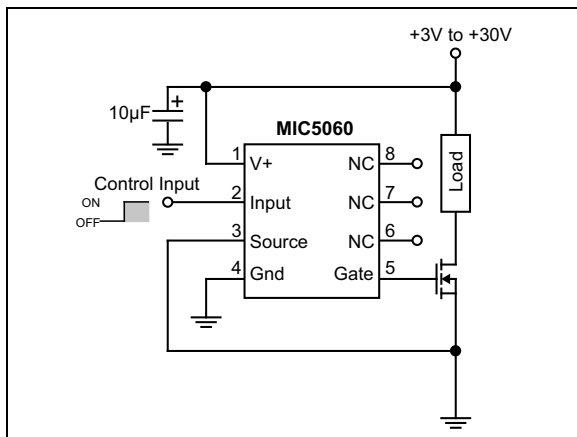 +3V to +30V
10µF
+
MIC5060
1 V+ NC 8
Control Input
ON
OFF
2 Input NC 7
3 Source NC 6
4 Gnd Gate 5
Load